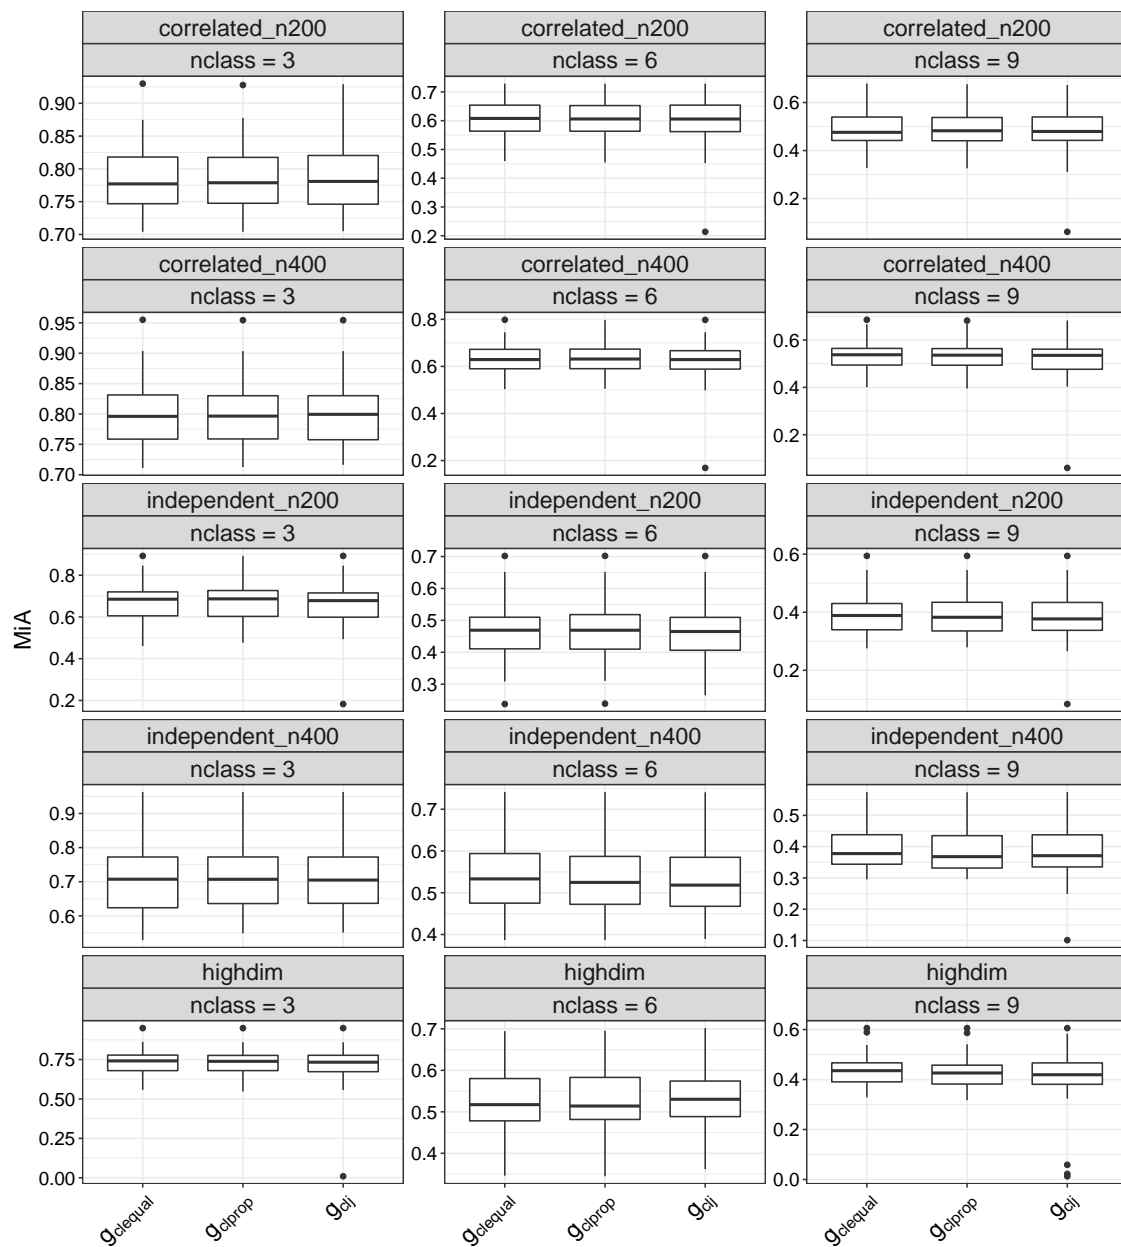 correlated_n200 correlated_n200 correlated_n200
nclass = 3 nclass = 6 nclass = 9
0.90 0.85 0.80 0.75 0.70
0.7 0.6 0.5 0.4 0.3 0.2
0.6 0.4 0.2
correlated_n400 correlated_n400 correlated_n400
nclass = 3 nclass = 6 nclass = 9
0.95 0.90 0.85 0.80 0.75 0.70
0.8 0.6 0.4 0.2
0.6 0.4 0.2
independent_n200 independent_n200 independent_n200
nclass = 3 nclass = 6 nclass = 9
0.8 0.6 0.4 0.2
0.7 0.6 0.5 0.4 0.3
0.6 0.4 0.2
MiA
independent_n400 independent_n400 independent_n400
nclass = 3 nclass = 6 nclass = 9
0.9 0.8 0.7 0.6
0.7 0.6 0.5 0.4
0.5 0.4 0.3 0.2 0.1
highdim highdim highdim
nclass = 3 nclass = 6 nclass = 9
0.75 0.50 0.25 0.00
0.7 0.6 0.5 0.4
0.6 0.4 0.2 0.0
gclequal gclprop gclj gclequal gclprop gclj gclequal gclprop gclj